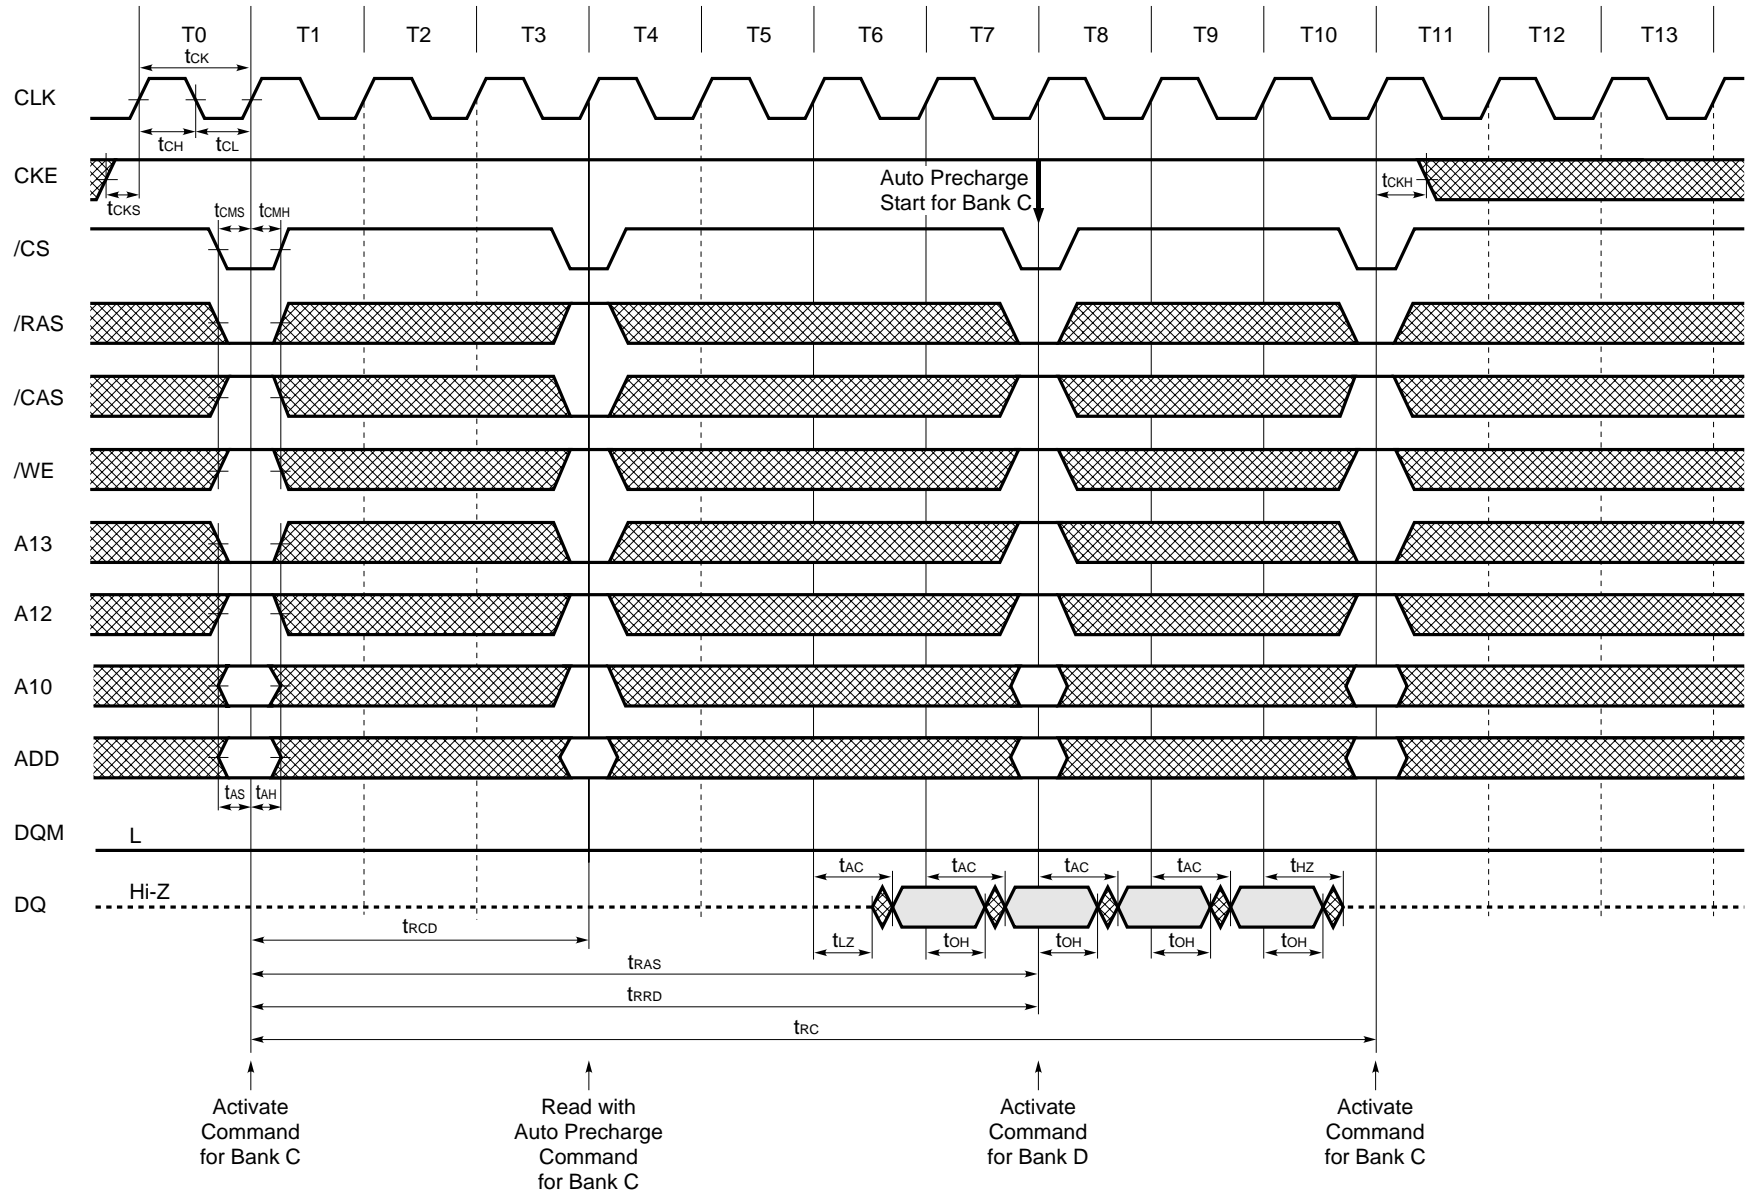 T0 T1 T2 T3 T4 T5 T6 T7 T8 T9 T10 T11 T12 T13
tCK
CLK
tCH tCL
CKE
Auto Precharge
Start for Bank C
tCKH
tCKS
tCMS tCMH
/CS
/RAS
/CAS
/WE
A13
A12
A10
ADD
tAS tAH
DQM L
tAC tAC tAC tAC tHZ
DQ Hi-Z
tRCD
tLZ tOH tOH tOH tOH
tRAS
tRRD
tRC
Activate
Command
for Bank C
Read with
Auto Precharge
Command
for Bank C
Activate
Command
for Bank D
Activate
Command
for Bank C